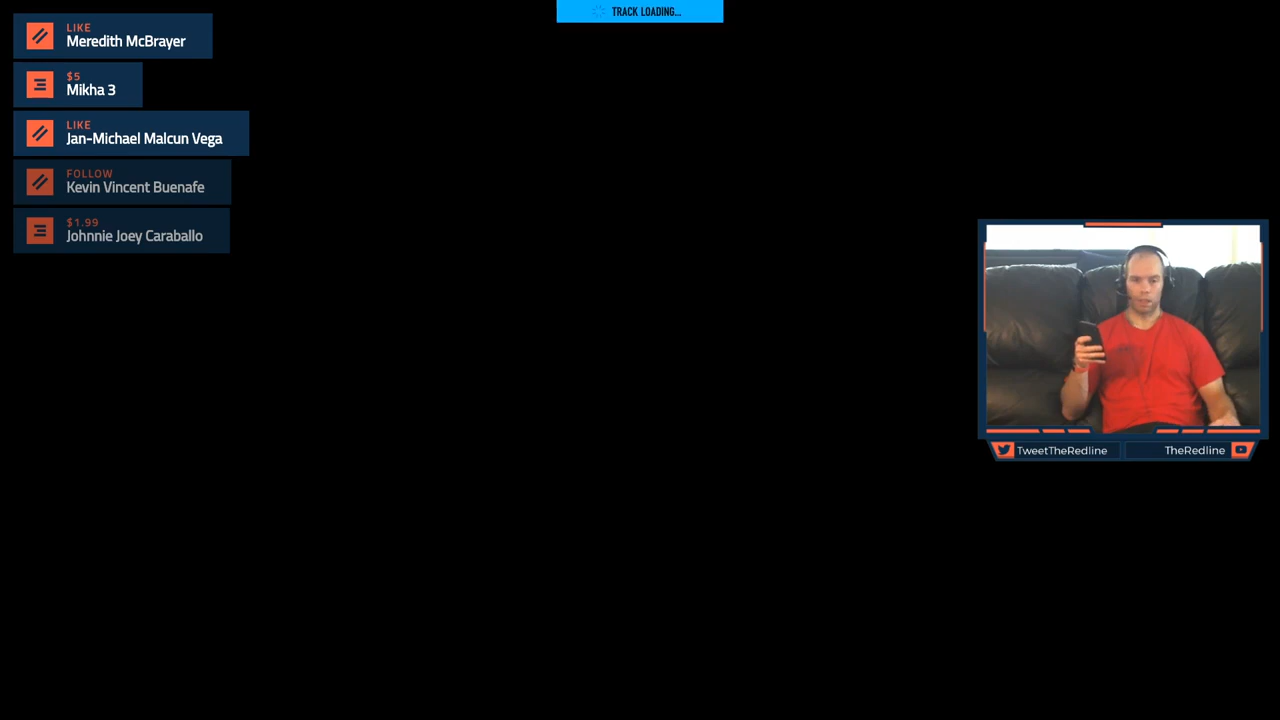 TRACK LOADING...
LIKE
Meredith McBrayer
$5
Mikha 3
LIKE
Jan-Michael Malcun Vega
FOLLOW
Kevin Vincent Buenafe
$1.99
Johnnie Joey Caraballo
TweetTheRedline
TheRedline